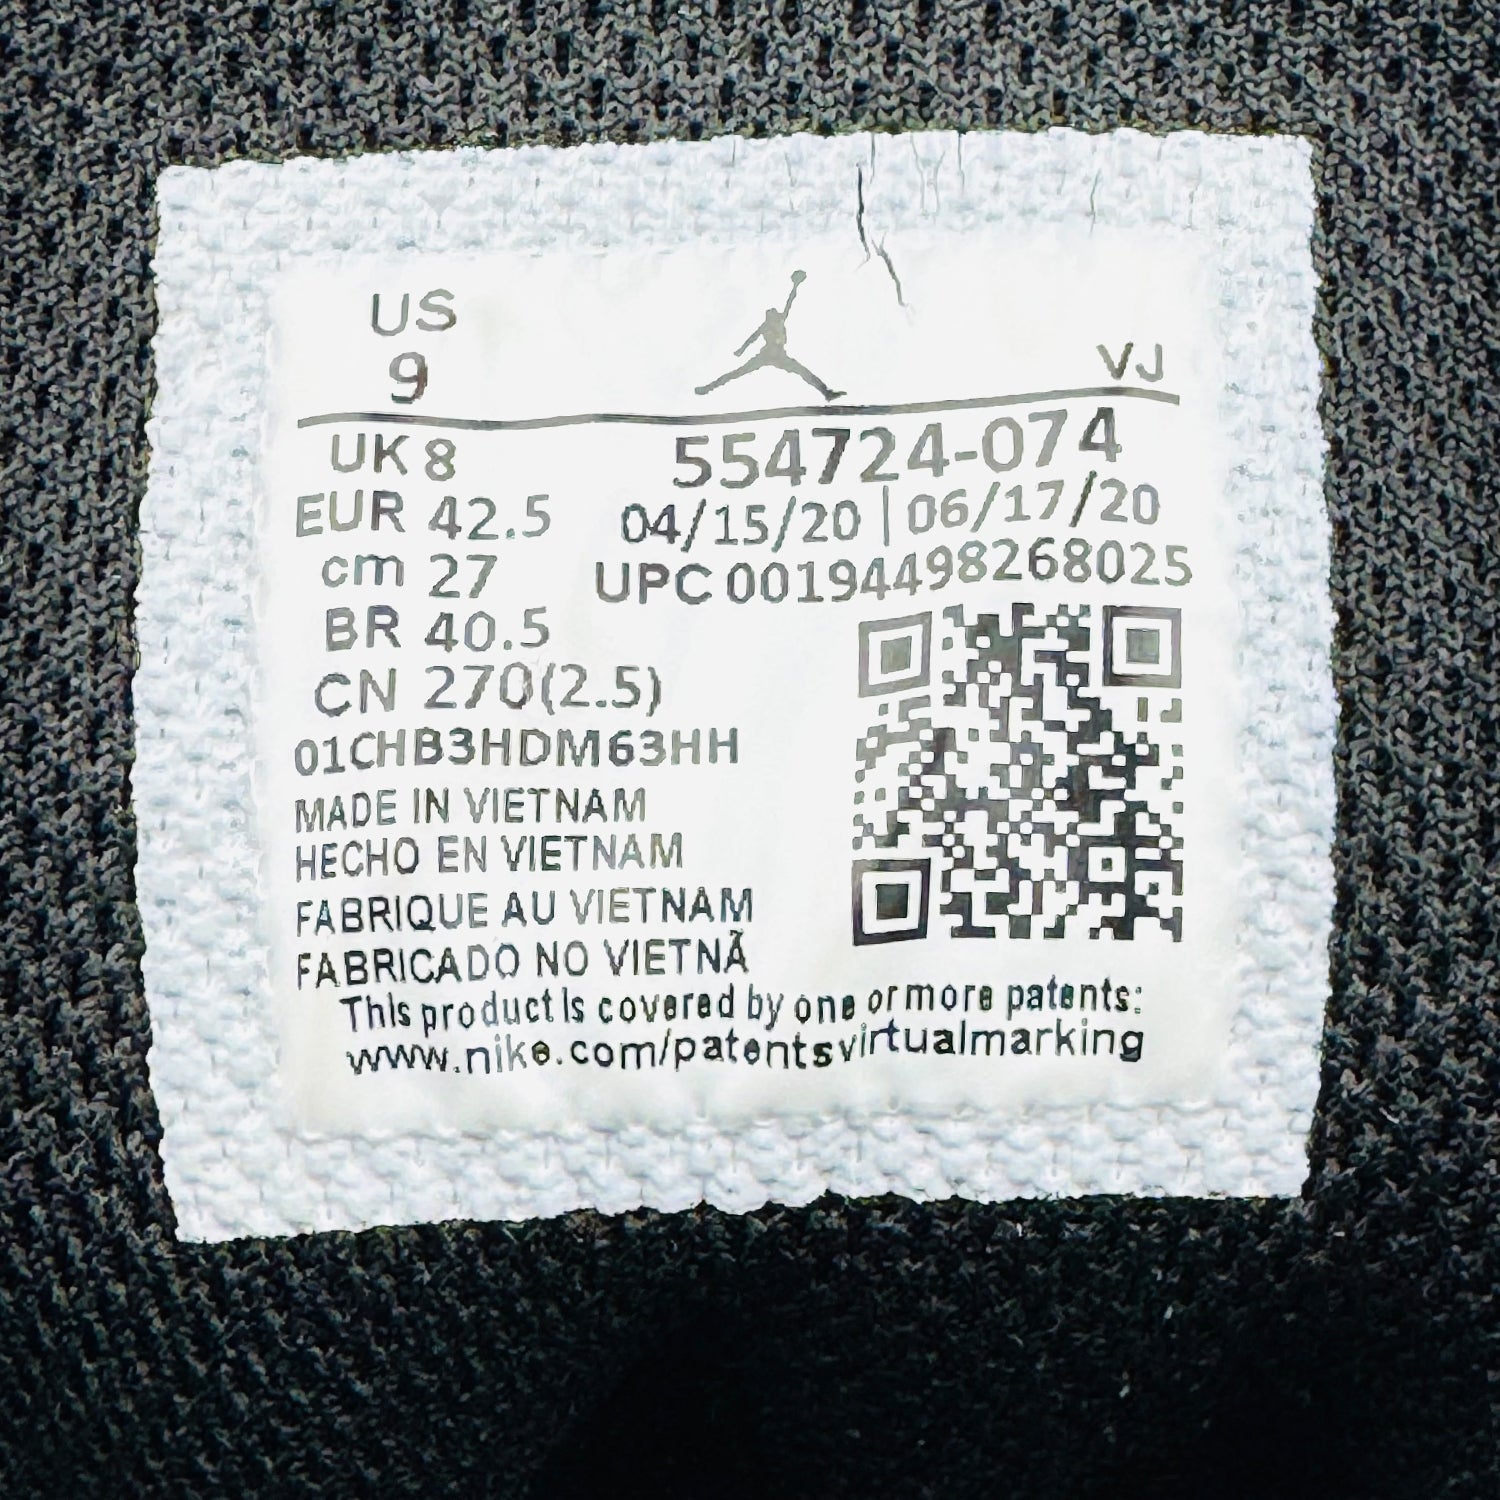 US
9
VJ
UK 8
554724-074
EUR 42.5
04/15/20 | 06/17/20
cm 27
UPC 00194498268025
BR 40.5
CN 270(2.5)
01CHB3HDM63HH
MADE IN VIETNAM
HECHO EN VIETNAM
FABRIQUE AU VIETNAM
FABRICADO NO VIETNÃ
This product is covered by one or more patents:
www.nike.com/patentsvirtualmarking